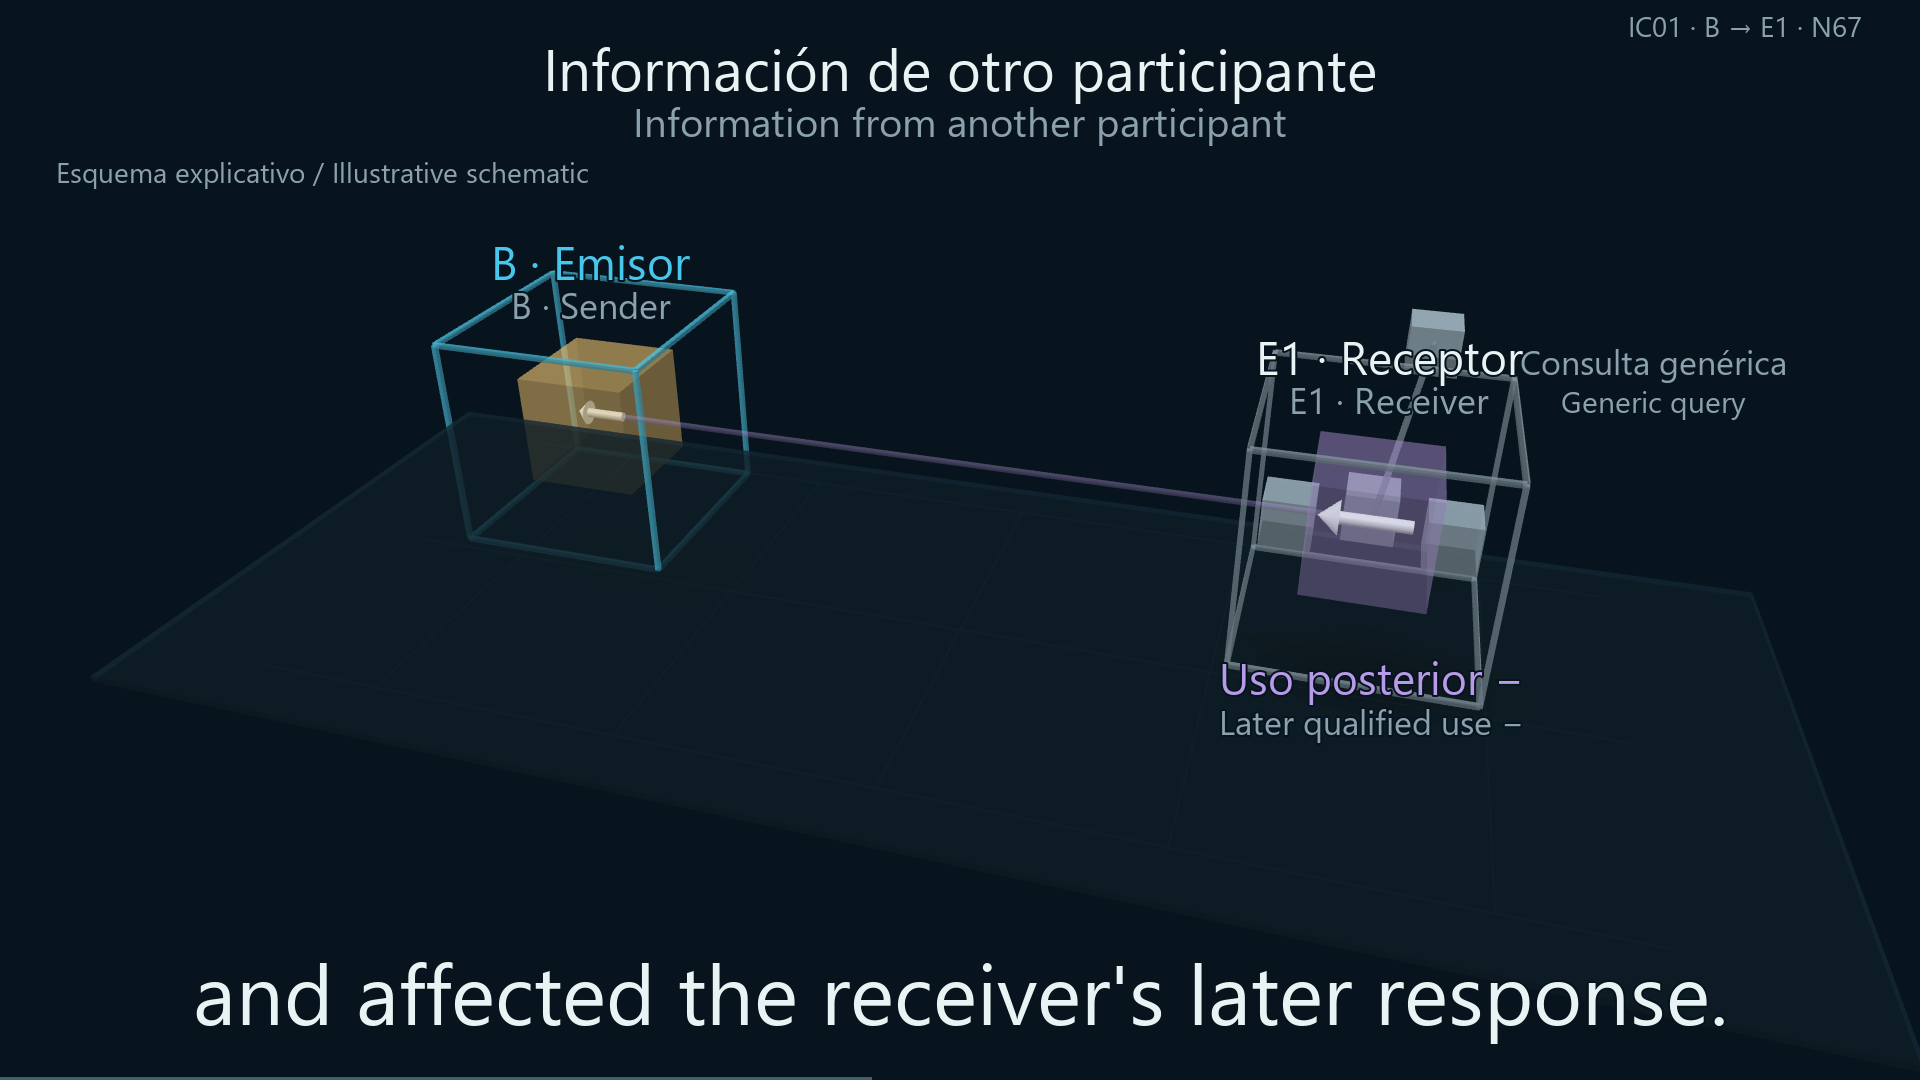 IC01 · B → E1 · N67
Información de otro participante
Information from another participant
Esquema explicativo / Illustrative schematic
B · Emisor
B · Sender
E1 · Receptor
E1 · Receiver
Consulta genérica
Generic query
Uso posterior −
Later qualified use −
and affected the receiver's later response.